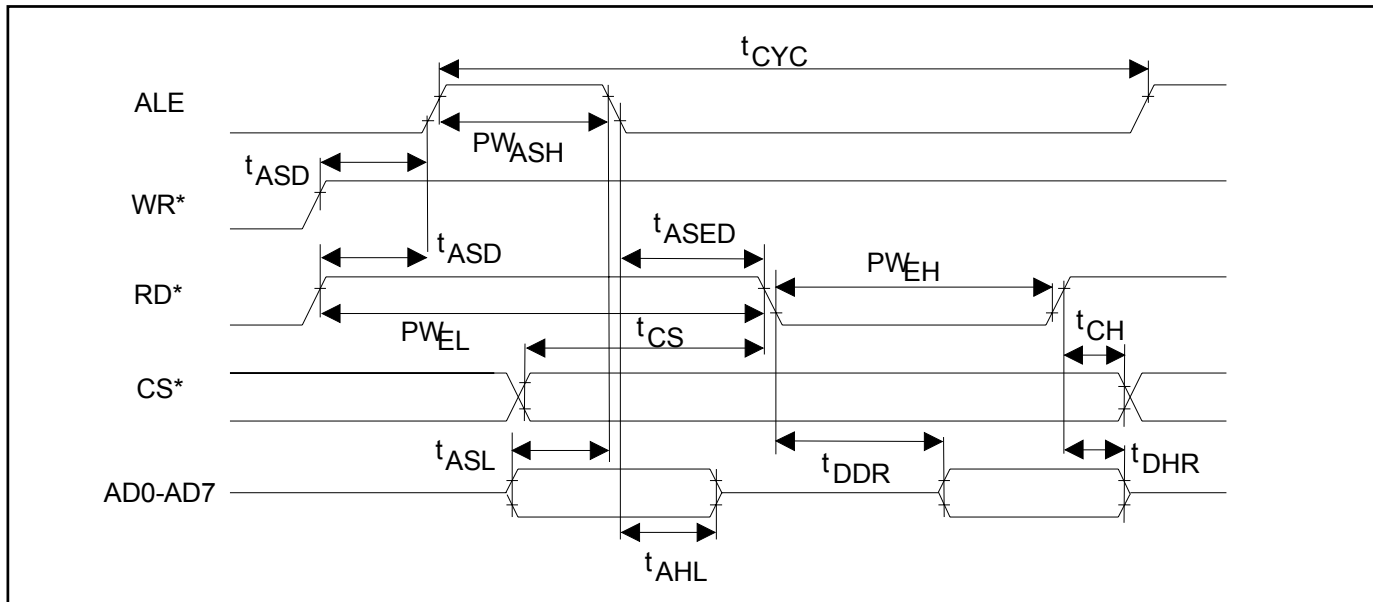 tCYC
ALE
PWASH
tASD
WR*
tASED
tASD
PWEH
RD*
PWEL
tCS
tCH
CS*
tASL
tDDR
tDHR
AD0-AD7
tAHL